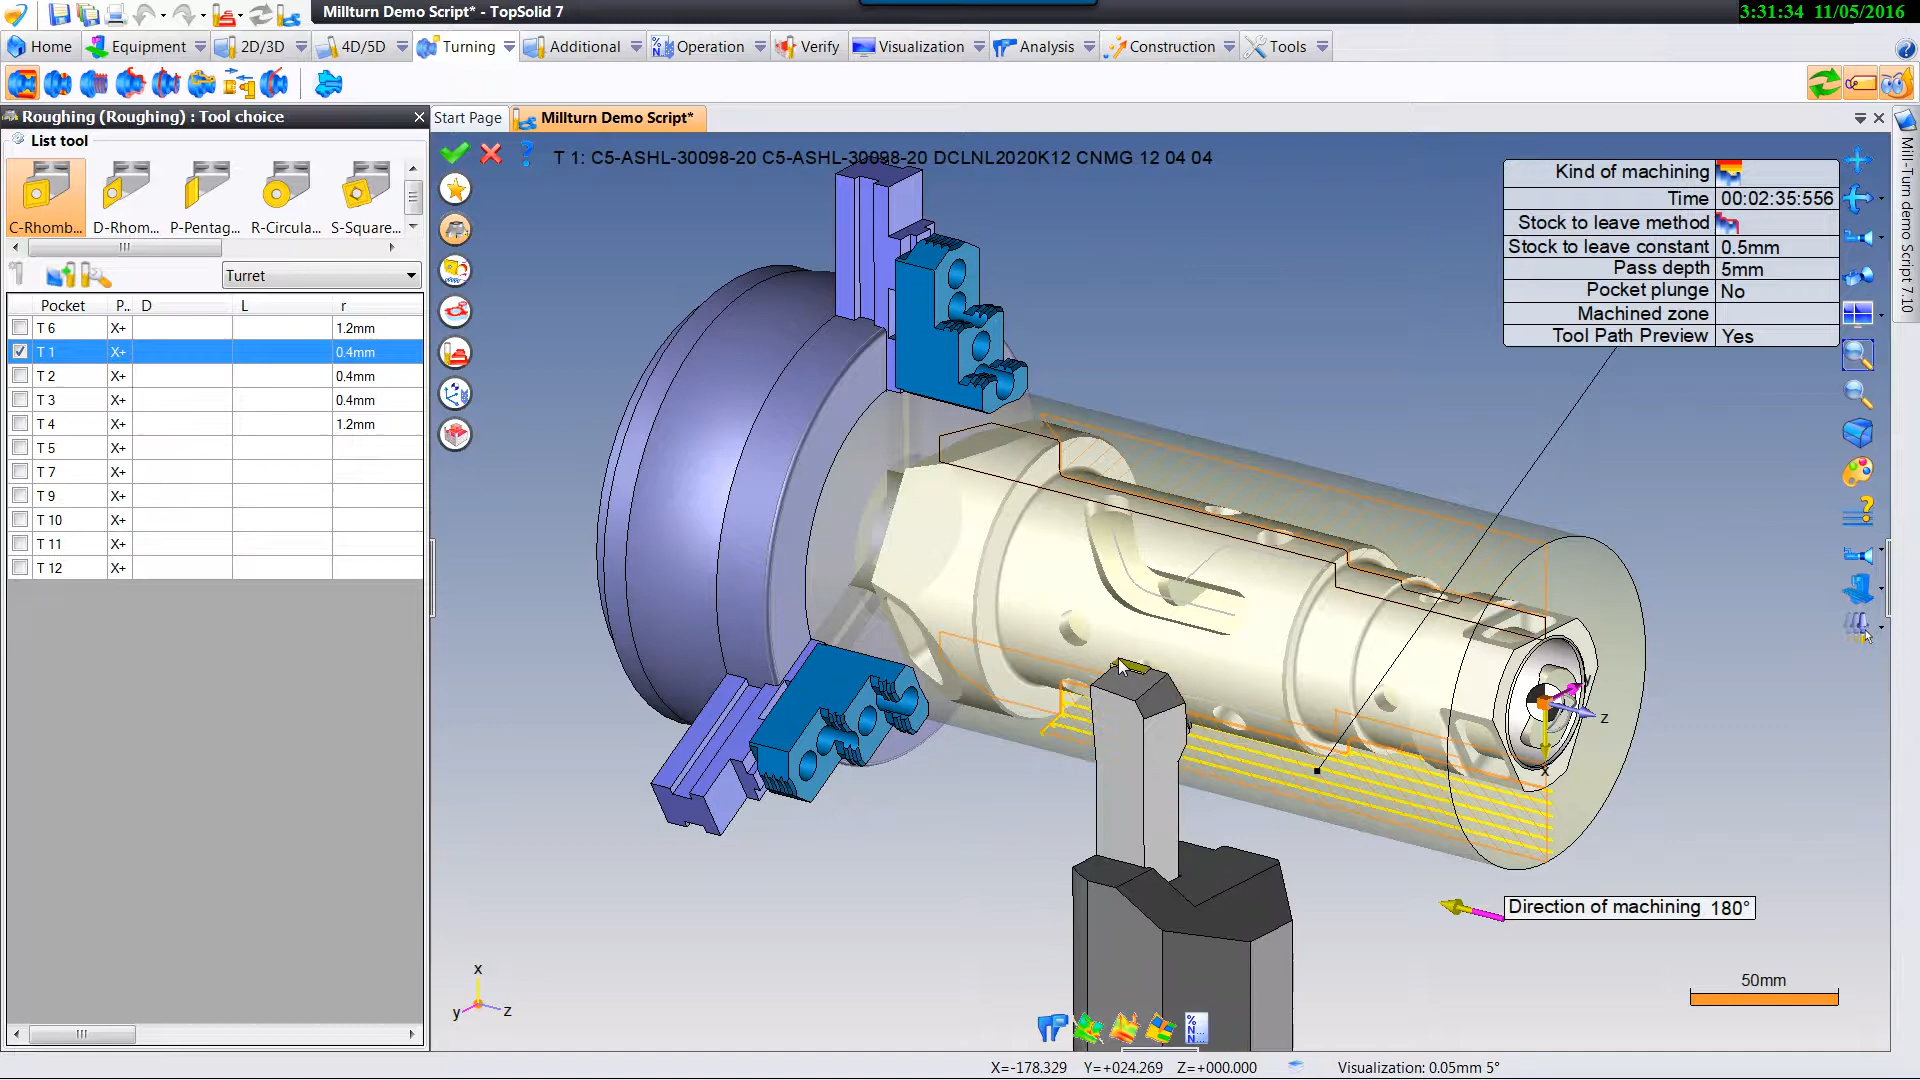 Millturn Demo Script* - TopSolid 7
3:31:34 11/05/2016
Home
Equipment
2D/3D
4D/5D
Turning
Additional
Operation
Verify
Visualization
Analysis
Construction
Tools
Roughing (Roughing) : Tool choice
List tool
C-Rhomb...
D-Rhom...
P-Pentag...
R-Circula...
S-Square...
Turret
Pocket P.. D L r
T 6 X+ 1.2mm
T 1 X+ 0.4mm
T 2 X+ 0.4mm
T 3 X+ 0.4mm
T 4 X+ 1.2mm
T 5 X+
T 7 X+
T 9 X+
T 10 X+
T 11 X+
T 12 X+
Start Page
Millturn Demo Script*
T 1: C5-ASHL-30098-20 C5-ASHL-30098-20 DCLNL2020K12 CNMG 12 04 04
Kind of machining
Time 00:02:35:556
Stock to leave method
Stock to leave constant 0.5mm
Pass depth 5mm
Pocket plunge No
Machined zone
Tool Path Preview Yes
Mill-Turn demo Script 7.10
y
z
x
Direction of machining 180°
50mm
x
y
z
X=-178.329 Y=+024.269 Z=+000.000
Visualization: 0.05mm 5°